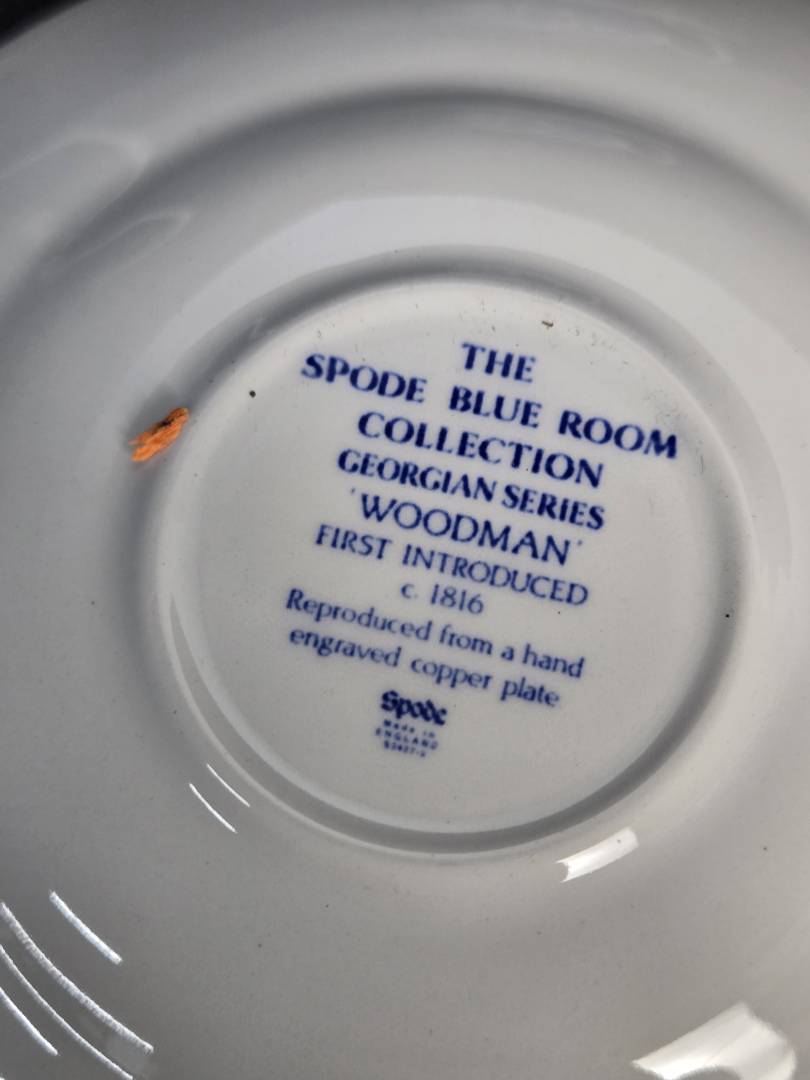 THE
SPODE BLUE ROOM
COLLECTION
GEORGIAN SERIES
'WOODMAN'
FIRST INTRODUCED
c. 1816
Reproduced from a hand
engraved copper plate
Spode
Made in
ENGLAND